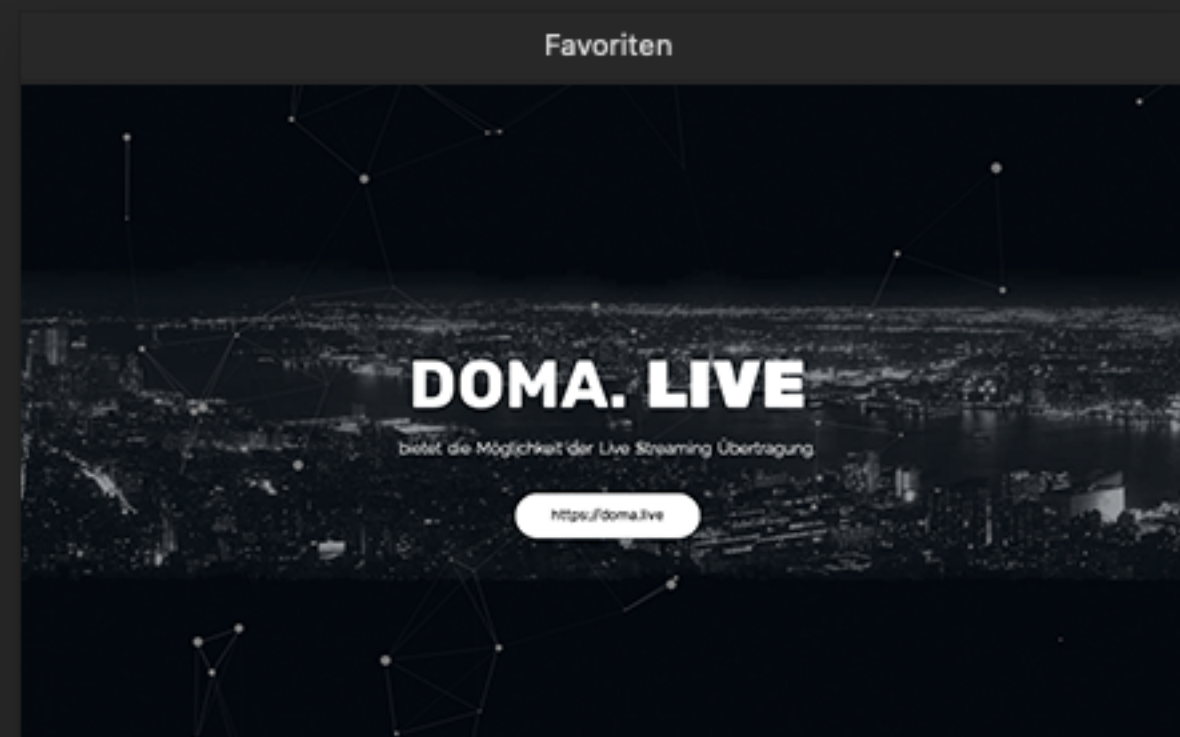 Favoriten
DOMA. LIVE
bietet die Möglichkeit der Live Streaming Übertragung
https://doma.live